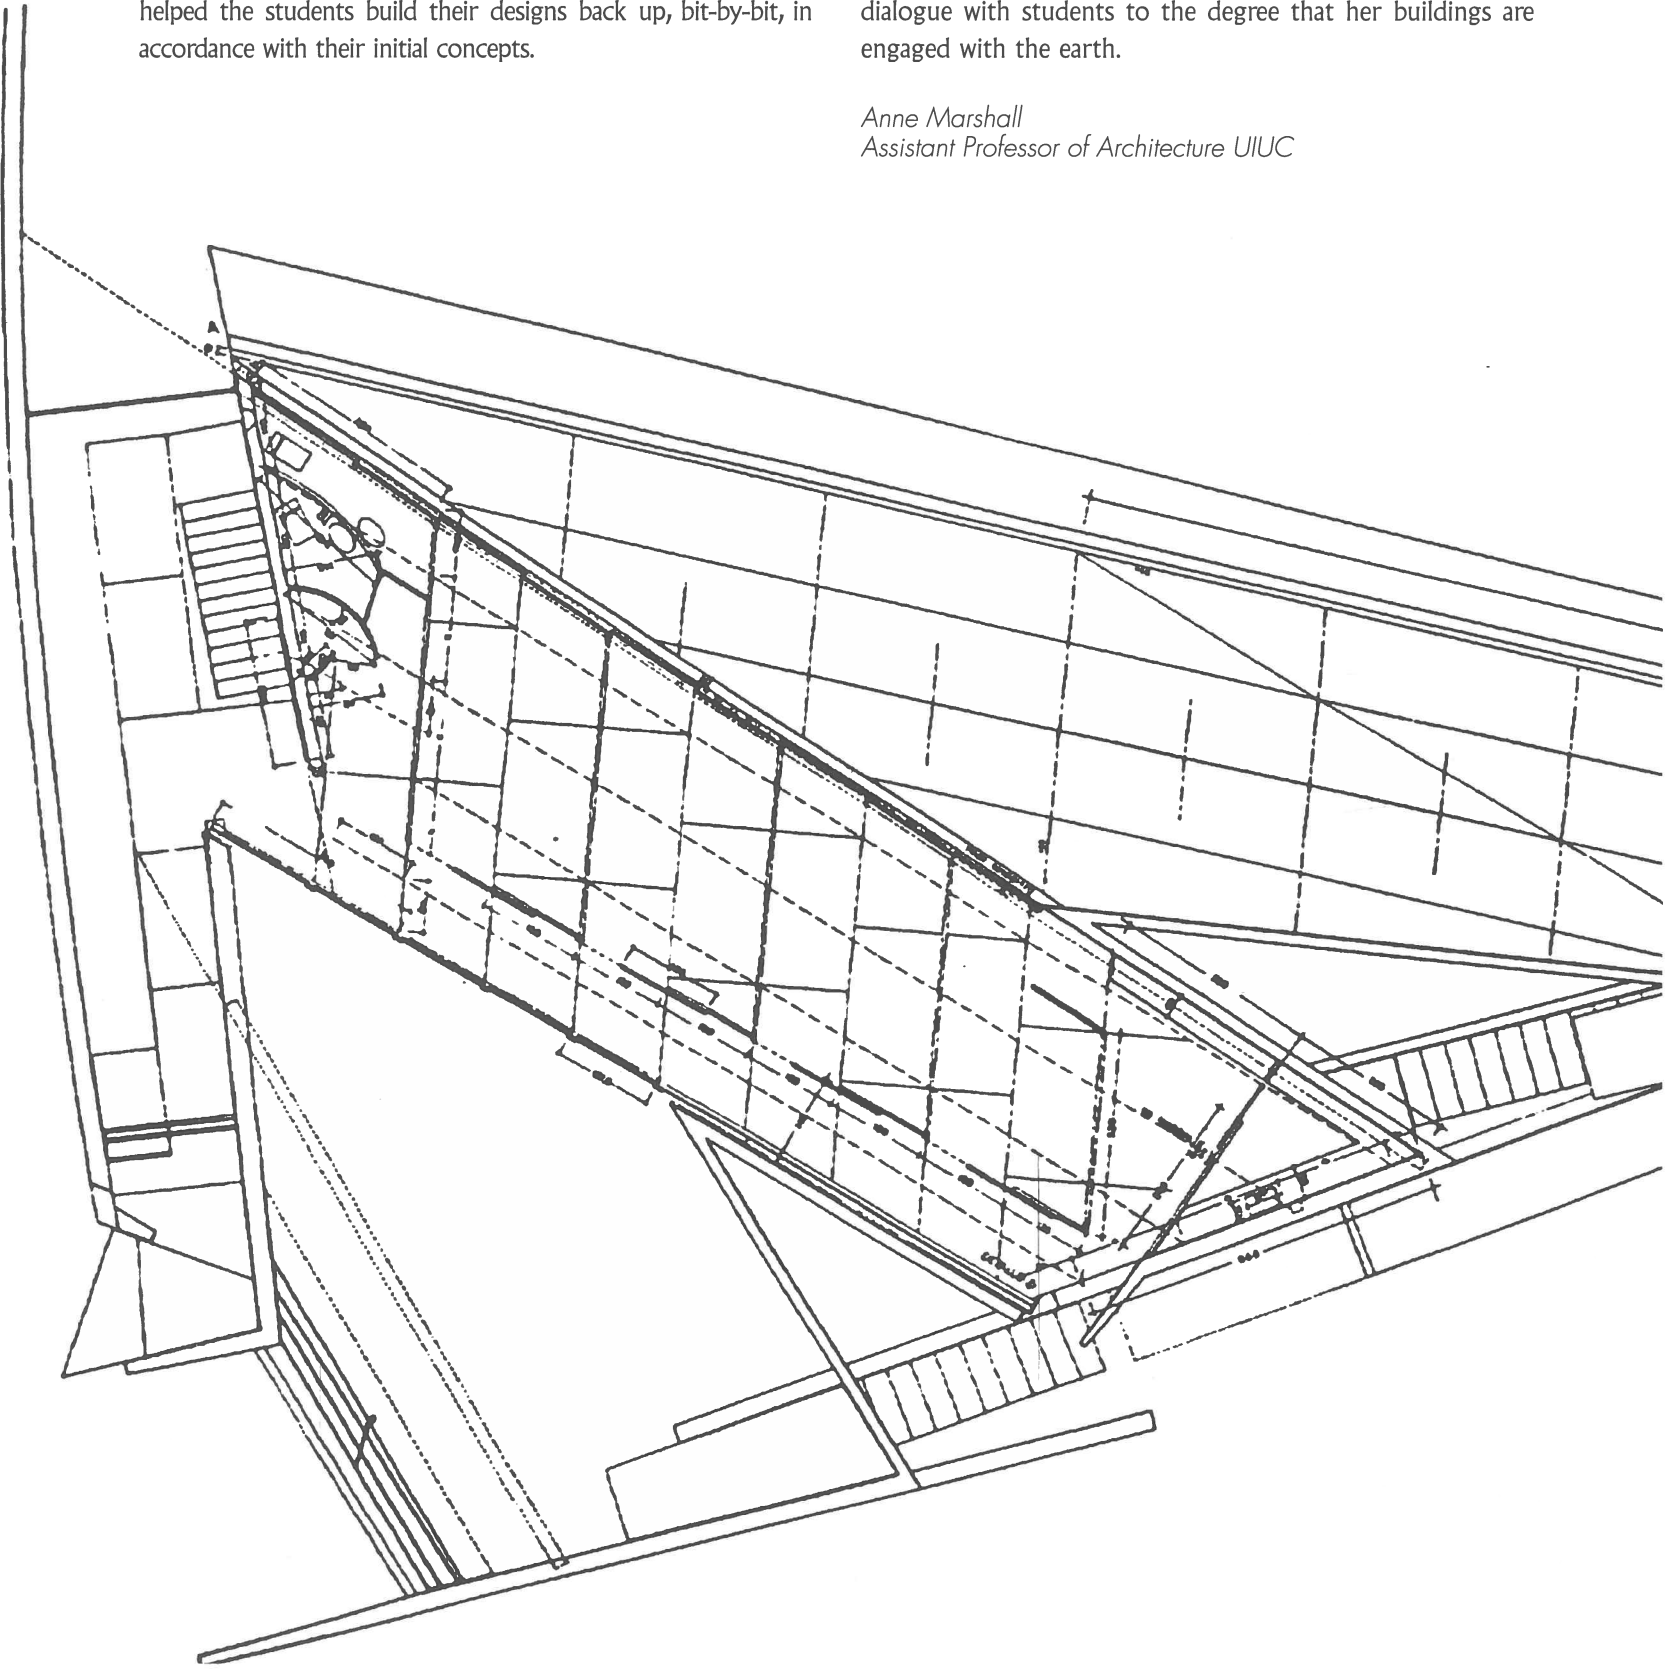 helped the students build their designs back up, bit-by-bit, in
accordance with their initial concepts.
dialogue with students to the degree that her buildings are
engaged with the earth.
Anne Marshall
Assistant Professor of Architecture UIUC
A